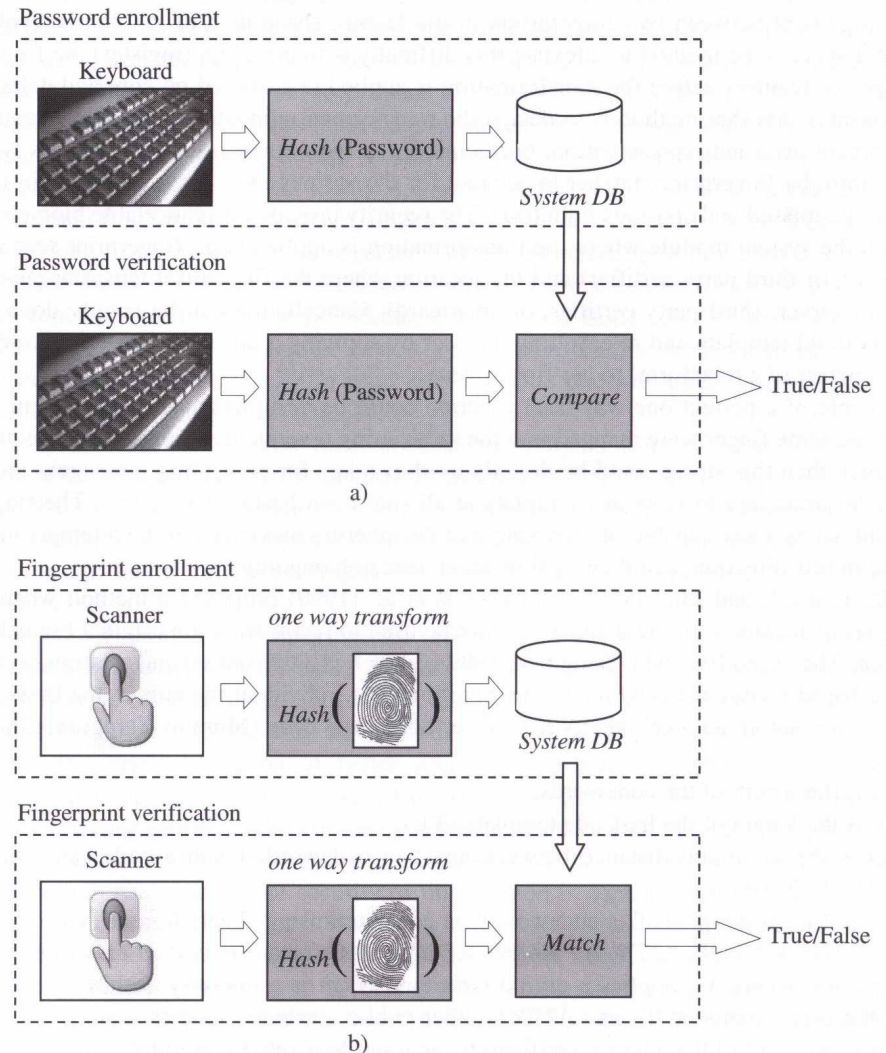 Password enrollment
Keyboard
Hash (Password)
System DB
Password verification
Keyboard
Hash (Password)
Compare
True/False
a)
Fingerprint enrollment
Scanner
one way transform
Hash( )
System DB
Fingerprint verification
Scanner
one way transform
Hash( )
Match
True/False
b)